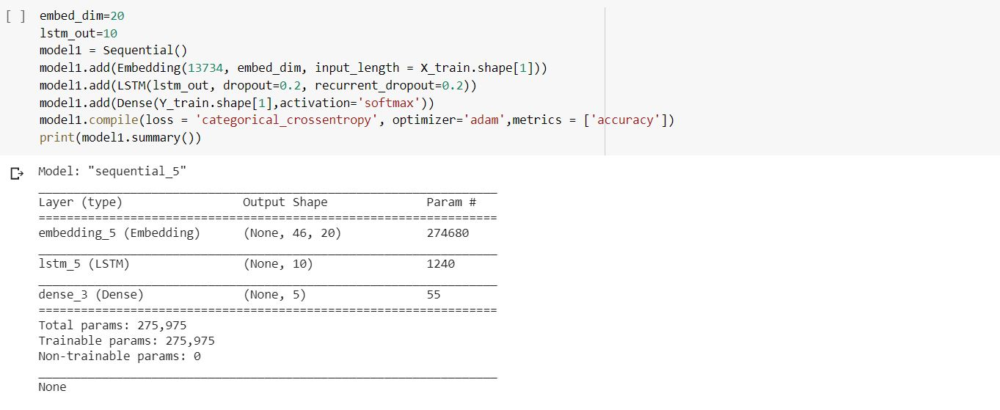 [ ] embed_dim=20
lstm_out=10
model1 = Sequential()
model1.add(Embedding(13734, embed_dim, input_length = X_train.shape[1]))
model1.add(LSTM(lstm_out, dropout=0.2, recurrent_dropout=0.2))
model1.add(Dense(Y_train.shape[1],activation='softmax'))
model1.compile(loss = 'categorical_crossentropy', optimizer='adam',metrics = ['accuracy'])
print(model1.summary())
Model: "sequential_5"
_________________________________________________________________
Layer (type)                 Output Shape              Param #
=================================================================
embedding_5 (Embedding)      (None, 46, 20)            274680
_________________________________________________________________
lstm_5 (LSTM)                (None, 10)                1240
_________________________________________________________________
dense_3 (Dense)              (None, 5)                 55
=================================================================
Total params: 275,975
Trainable params: 275,975
Non-trainable params: 0
_________________________________________________________________
None